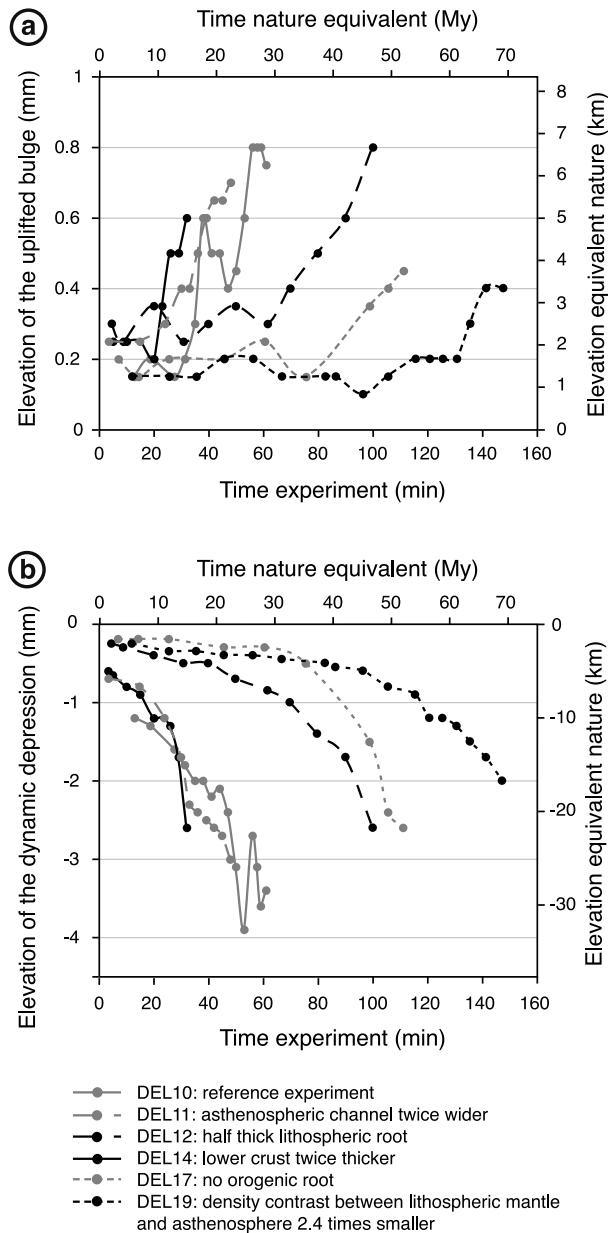 a
Time nature equivalent (My)
0 10 20 30 40 50 60 70
Elevation of the uplifted bulge (mm)
1
0.8
0.6
0.4
0.2
0
Elevation equivalent nature (km)
8
7
6
5
4
3
2
1
0
0 20 40 60 80 100 120 140 160
Time experiment (min)
b
Time nature equivalent (My)
0 10 20 30 40 50 60 70
Elevation of the dynamic depression (mm)
0
-1
-2
-3
-4
Elevation equivalent nature (km)
0
-10
-20
-30
0 20 40 60 80 100 120 140 160
Time experiment (min)
DEL10: reference experiment
DEL11: asthenospheric channel twice wider
DEL12: half thick lithospheric root
DEL14: lower crust twice thicker
DEL17: no orogenic root
DEL19: density contrast between lithospheric mantle
and asthenosphere 2.4 times smaller